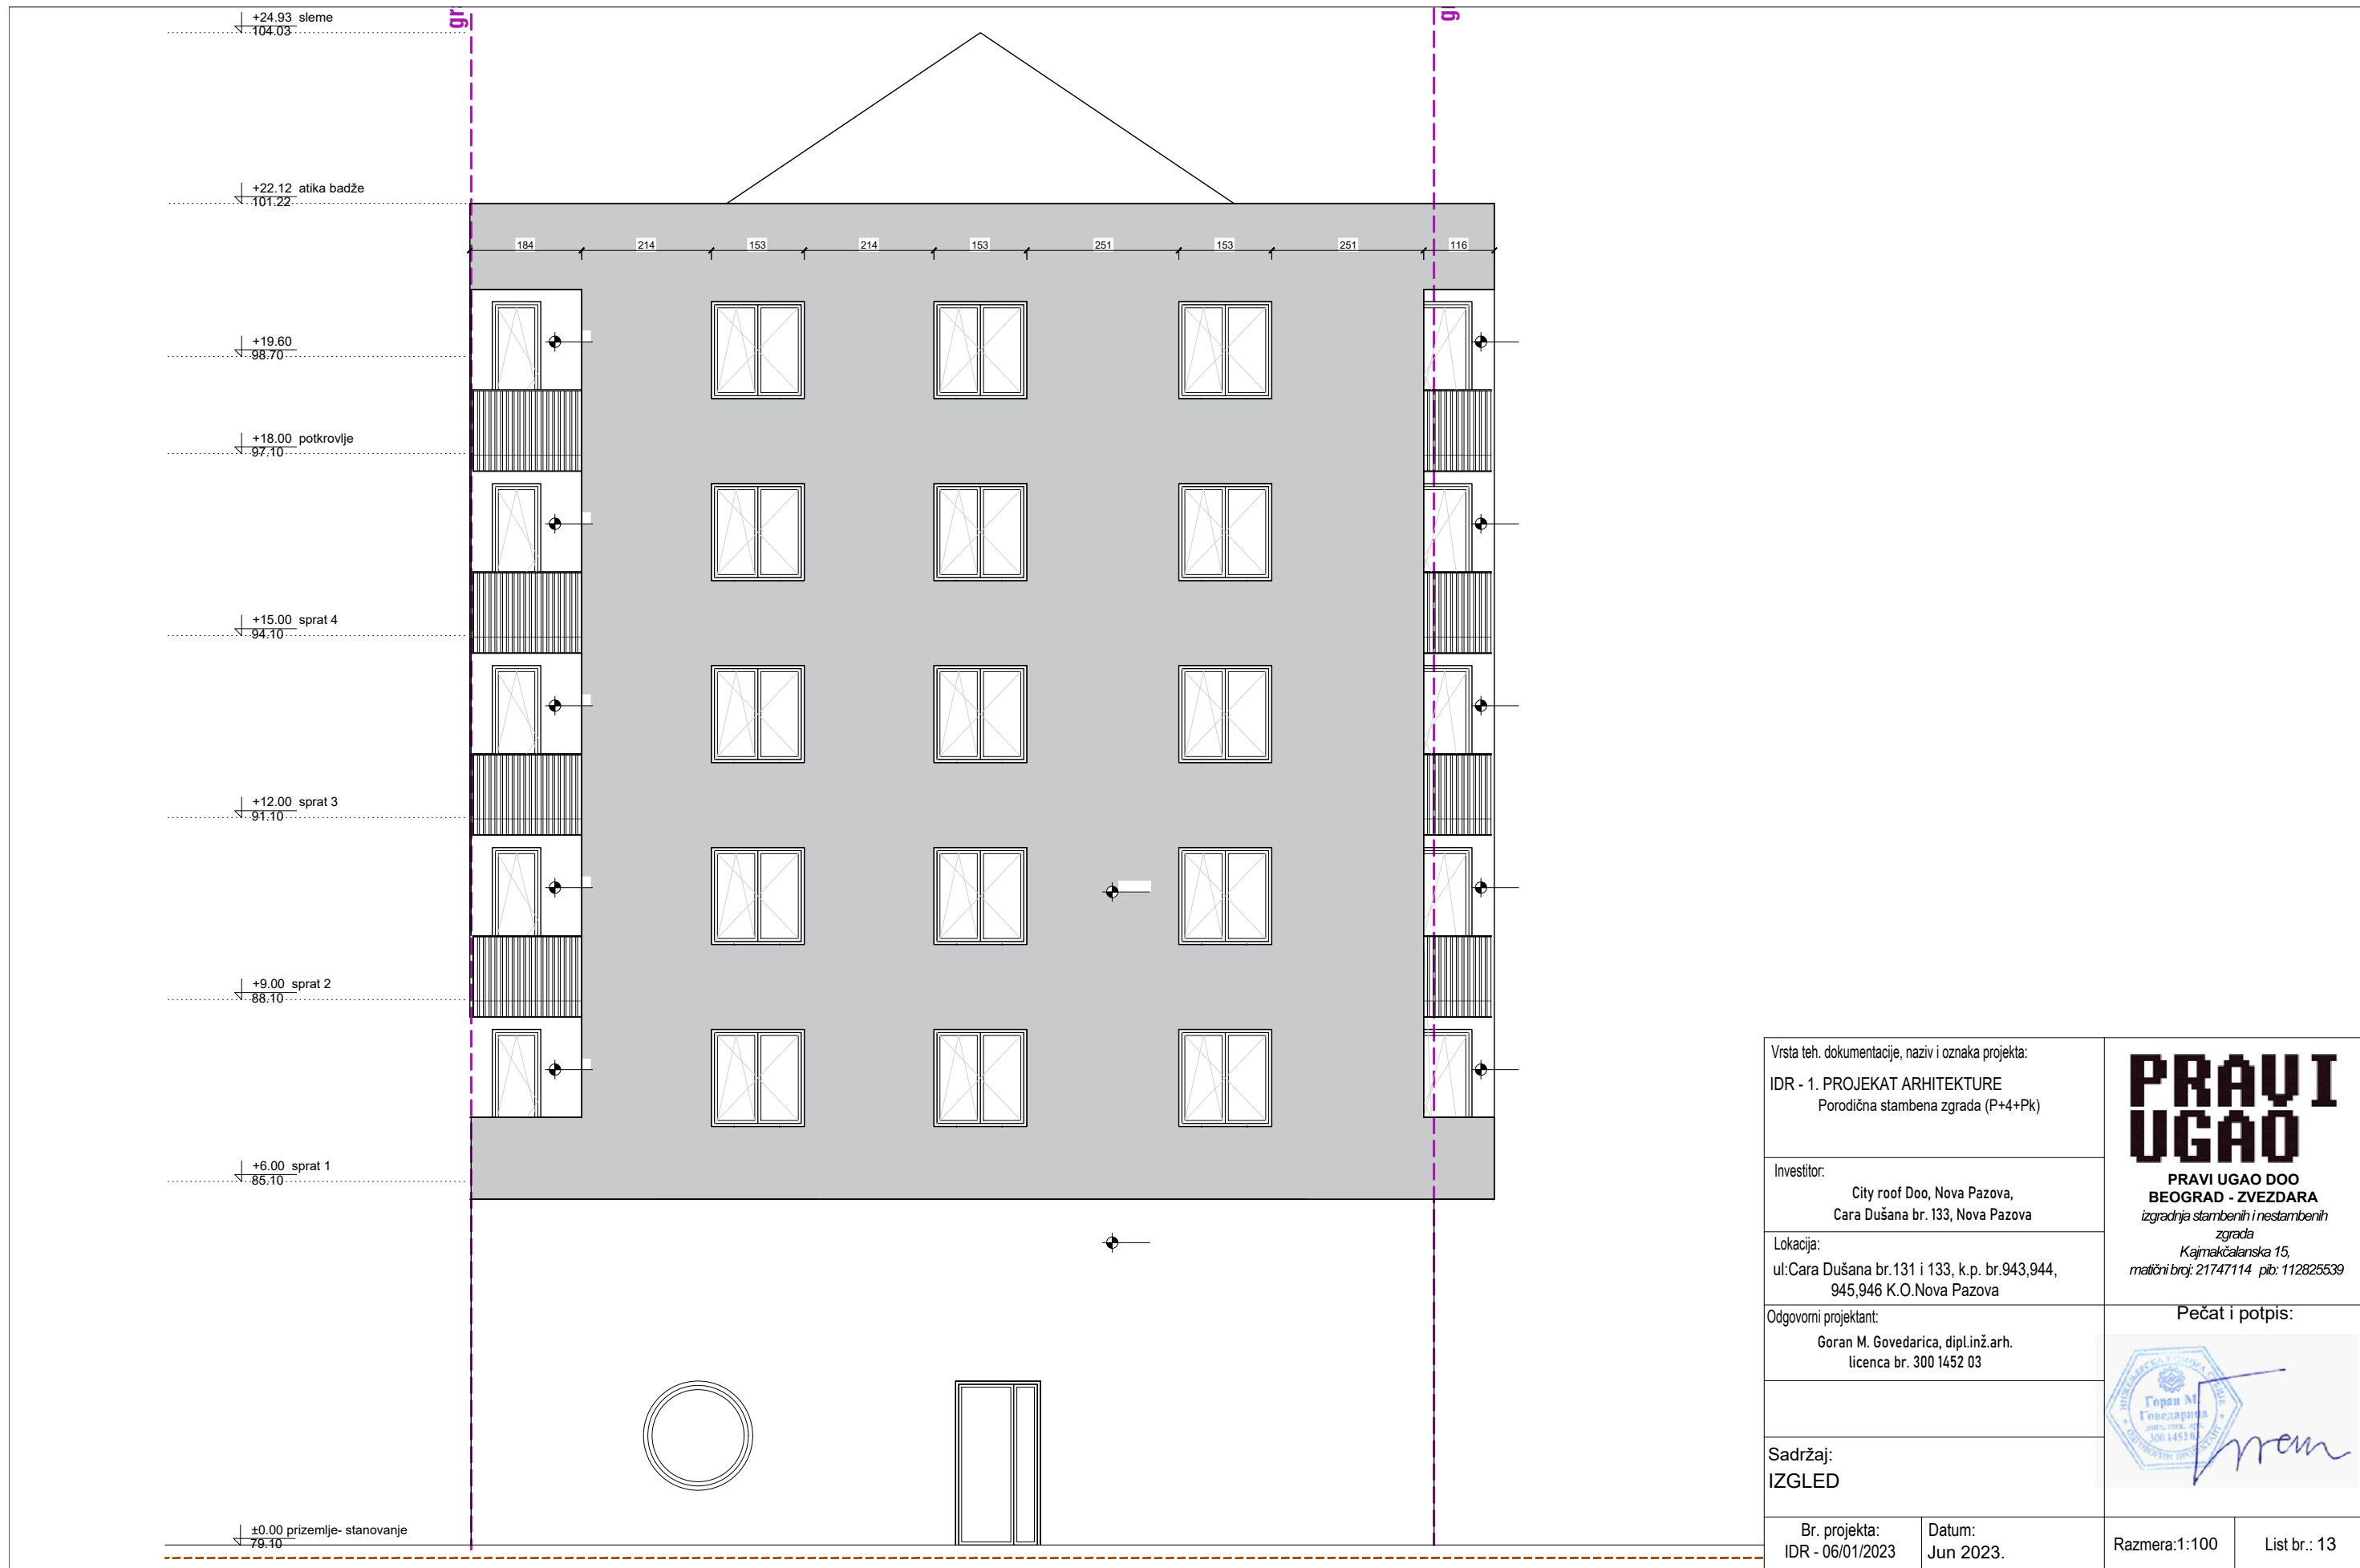 +24.93 sleme
104.03
+22.12 atika badže
101.22
184 214 153 214 153 251 153 251 116
+19.60
98.70
+18.00 potkrovlje
97.10
+15.00 sprat 4
94.10
+12.00 sprat 3
91.10
+9.00 sprat 2
88.10
+6.00 sprat 1
85.10
±0.00 prizemlje- stanovanje
79.10
Vrsta teh. dokumentacije, naziv i oznaka projekta:
IDR - 1. PROJEKAT ARHITEKTURE
Porodična stambena zgrada (P+4+Pk)
Investitor:
City roof Doo, Nova Pazova,
Cara Dušana br. 133, Nova Pazova
Lokacija:
ul:Cara Dušana br.131 i 133, k.p. br.943,944,
945,946 K.O.Nova Pazova
Odgovorni projektant:
Goran M. Govedarica, dipl.inž.arh.
licenca br. 300 1452 03
Sadržaj:
IZGLED
Br. projekta:
IDR - 06/01/2023
Datum:
Jun 2023.
PRAVI
UGAO
PRAVI UGAO DOO
BEOGRAD - ZVEZDARA
izgradnja stambenih i nestambenih
zgrada
Kajmakčalanska 15,
matični broj: 21747114 pib: 112825539
Pečat i potpis:
Горан М.
Говедарица
300 1452 03
Razmera:1:100
List br.: 13